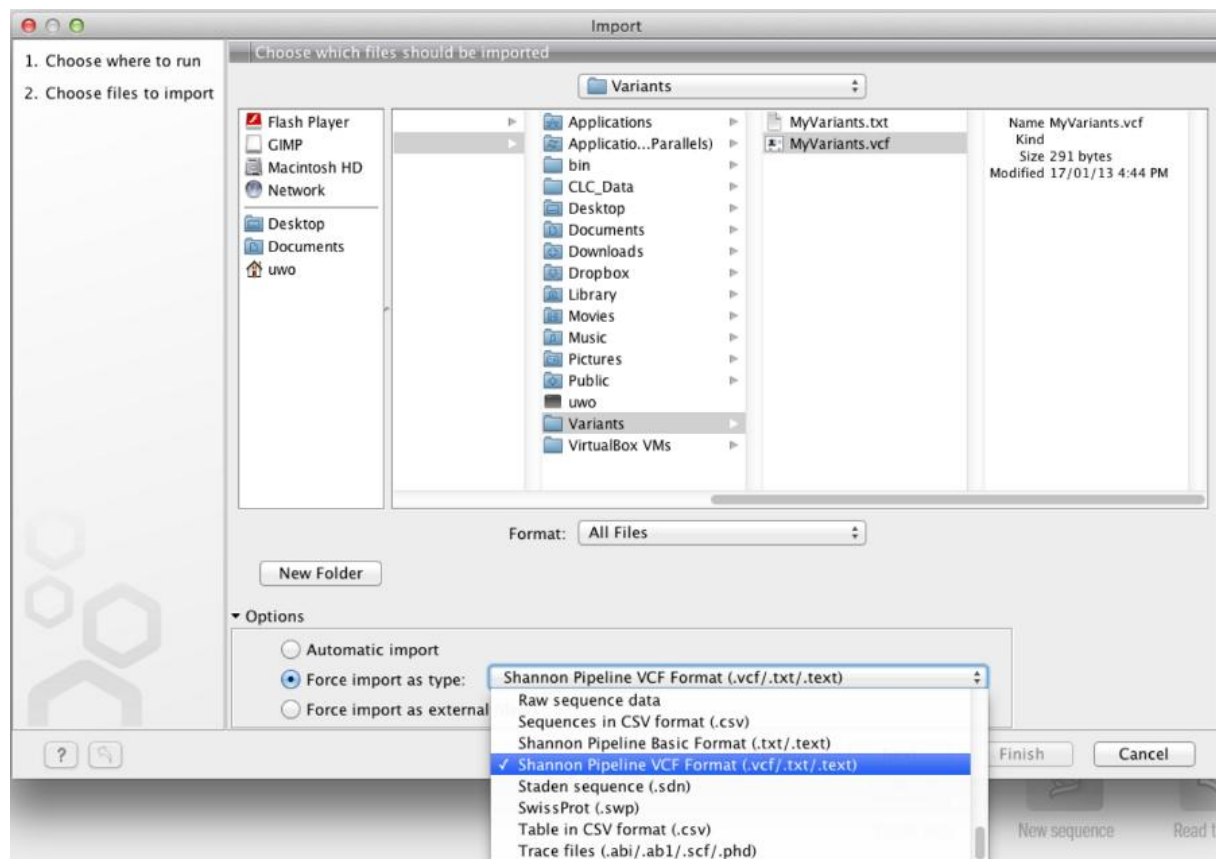 Import
1. Choose where to run
2. Choose files to import
Choose which files should be imported
Variants
Flash Player
GIMP
Macintosh HD
Network
Desktop
Documents
uwo
Applications
Applicatio...Parallels)
bin
CLC_Data
Desktop
Documents
Downloads
Dropbox
Library
Movies
Music
Pictures
Public
uwo
Variants
VirtualBox VMs
MyVariants.txt
MyVariants.vcf
Name MyVariants.vcf
Kind
Size 291 bytes
Modified 17/01/13 4:44 PM
Format: All Files
New Folder
Options
Automatic import
Force import as type: Shannon Pipeline VCF Format (.vcf/.txt/.text)
Force import as external
Raw sequence data
Sequences in CSV format (.csv)
Shannon Pipeline Basic Format (.txt/.text)
✓ Shannon Pipeline VCF Format (.vcf/.txt/.text)
Staden sequence (.sdn)
SwissProt (.swp)
Table in CSV format (.csv)
Trace files (.abi/.ab1/.scf/.phd)
?
Finish
Cancel
New sequence
Read t